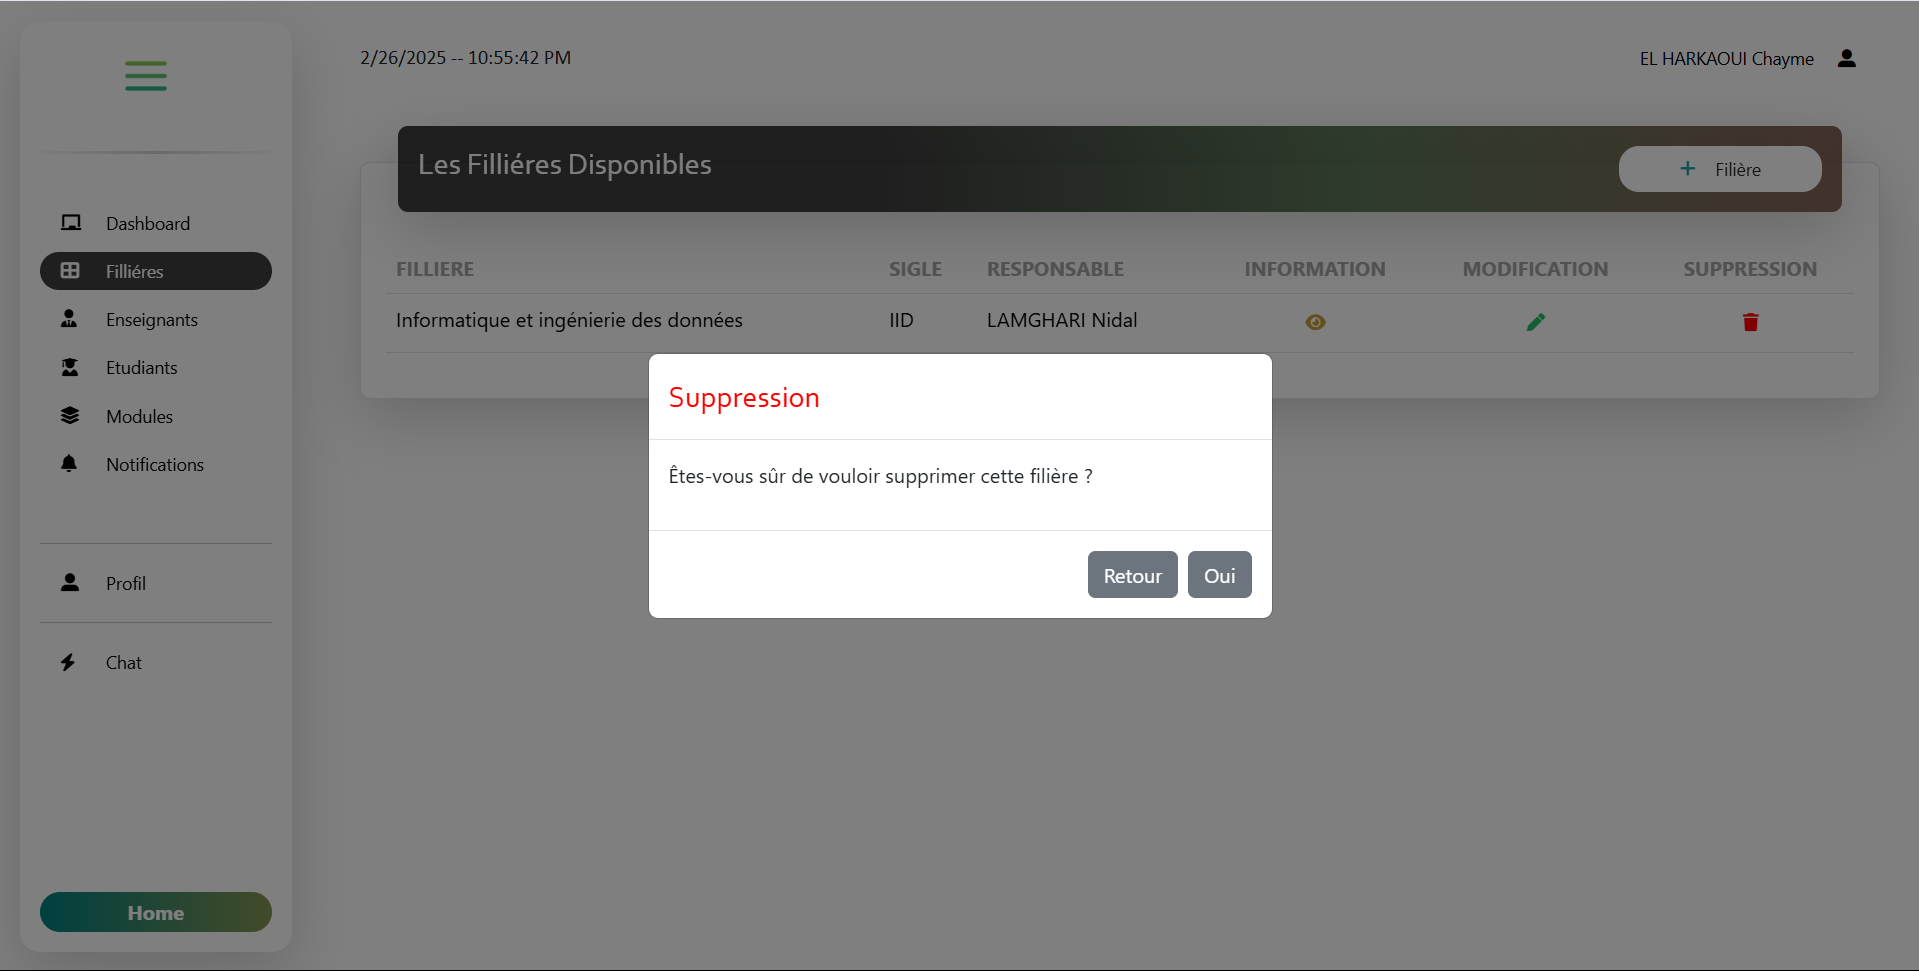 2/26/2025 -- 10:55:42 PM
EL HARKAOUI Chayme
Les Filliéres Disponibles
Filière
Dashboard
Filliéres
Enseignants
Etudiants
Modules
Notifications
Profil
Chat
Home
FILLIERE SIGLE RESPONSABLE INFORMATION MODIFICATION SUPPRESSION
Informatique et ingénierie des données IID LAMGHARI Nidal
Suppression
Êtes-vous sûr de vouloir supprimer cette filière ?
Retour Oui